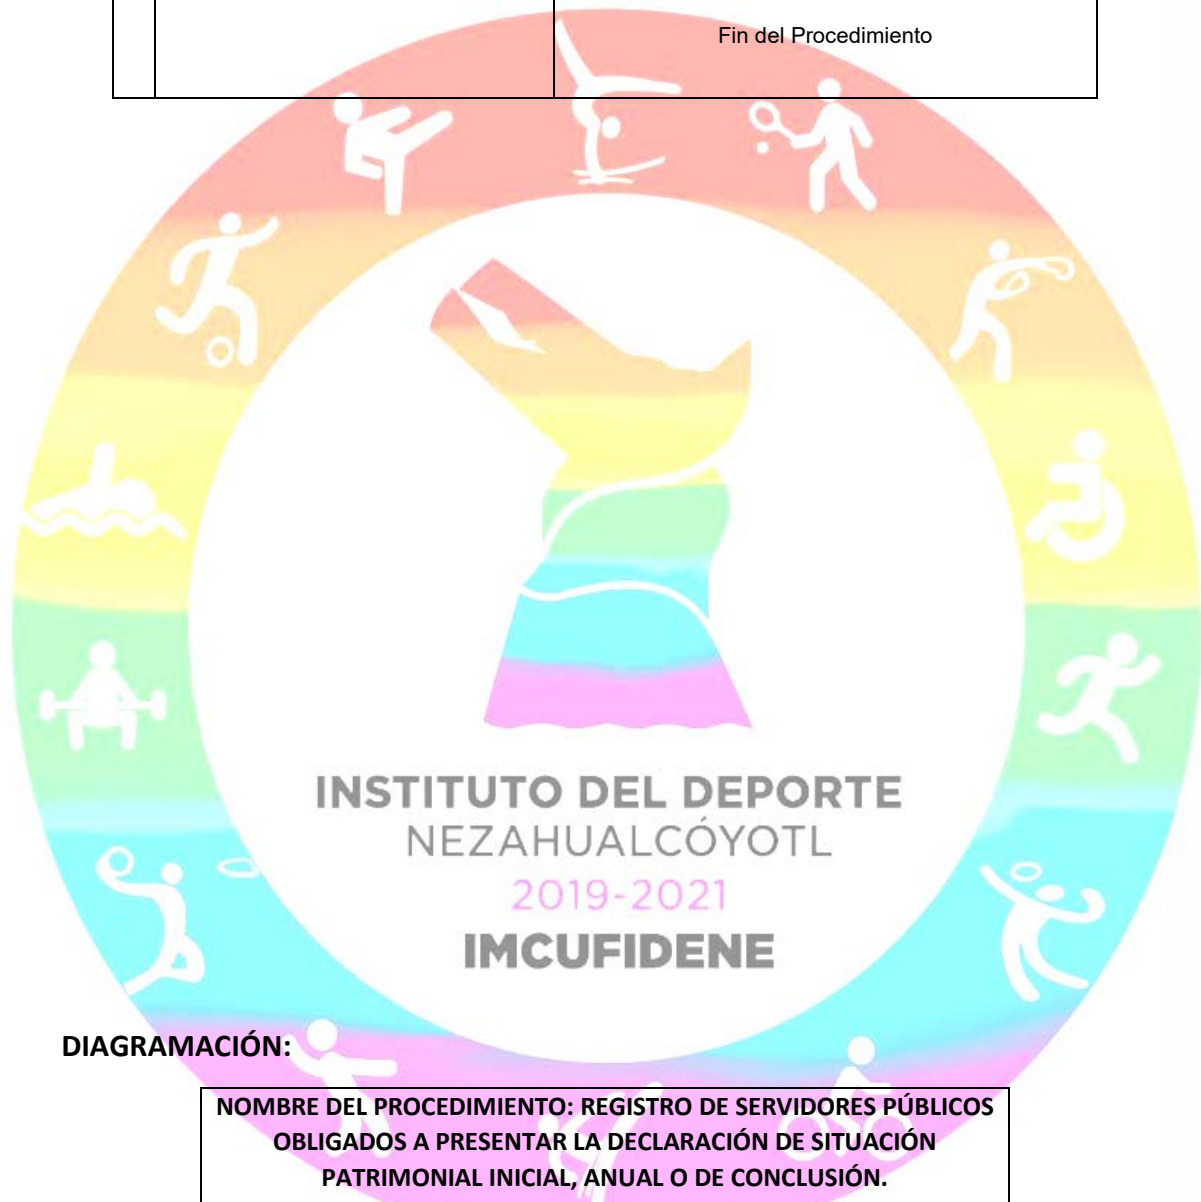 Fin del Procedimiento
INSTITUTO DEL DEPORTE
NEZAHUALCÓYOTL
2019-2021
IMCUFIDENE
DIAGRAMACIÓN:
NOMBRE DEL PROCEDIMIENTO: REGISTRO DE SERVIDORES PÚBLICOS
OBLIGADOS A PRESENTAR LA DECLARACIÓN DE SITUACIÓN
PATRIMONIAL INICIAL, ANUAL O DE CONCLUSIÓN.